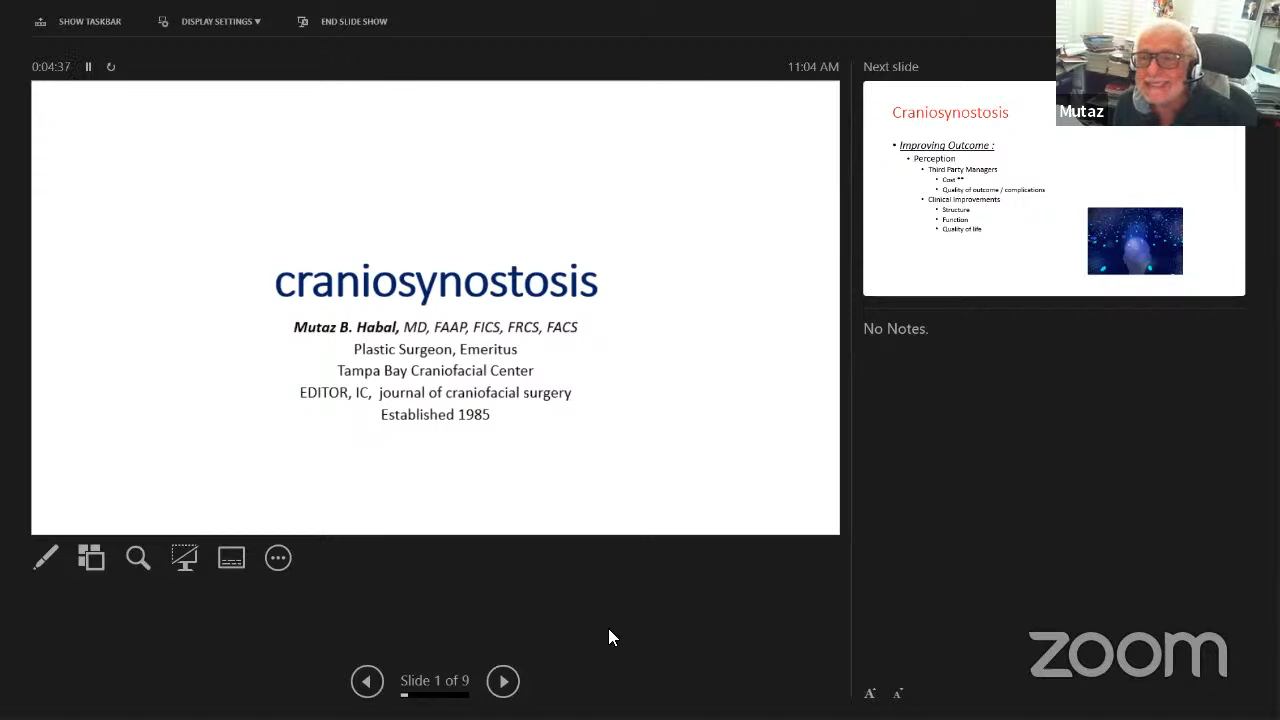 SHOW TASKBAR
DISPLAY SETTINGS ▾
END SLIDE SHOW
0:04:37
11:04 AM
craniosynostosis
Mutaz B. Habal, MD, FAAP, FICS, FRCS, FACS
Plastic Surgeon, Emeritus
Tampa Bay Craniofacial Center
EDITOR, IC, journal of craniofacial surgery
Established 1985
Slide 1 of 9
Next slide
Mutaz
Craniosynostosis
• Improving Outcome :
• Perception
• Third Party Managers
• Cost **
• Quality of outcome / complications
• Clinical Improvements
• Structure
• Function
• Quality of life
No Notes.
zoom
A A